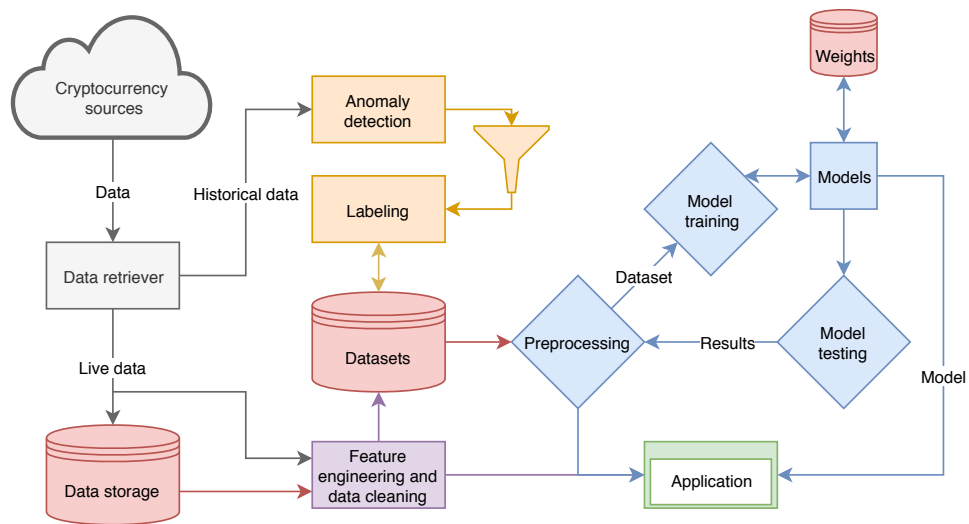 Cryptocurrency
sources
Data
Data retriever
Historical data
Live data
Data storage
Anomaly
detection
Labeling
Datasets
Feature
engineering and
data cleaning
Preprocessing
Dataset
Model
training
Weights
Models
Model
testing
Results
Model
Application